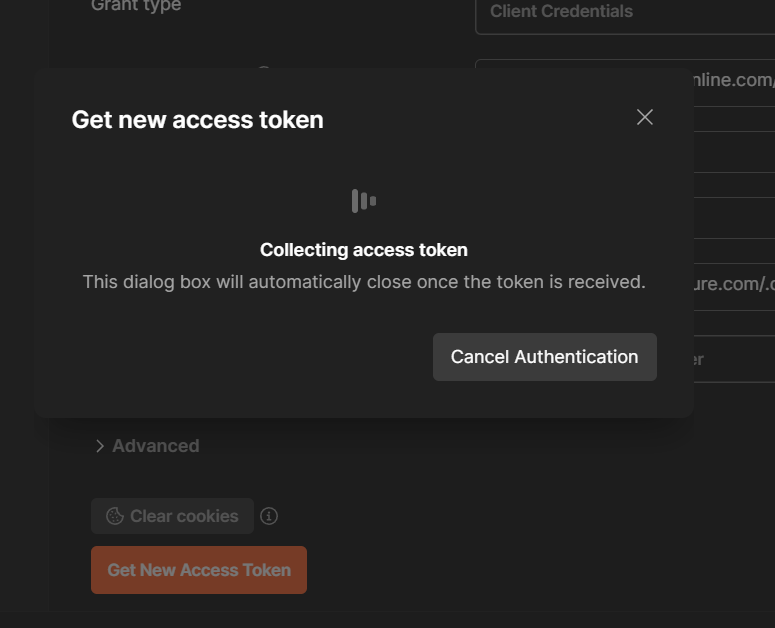 Grant type
Client Credentials
nline.com/
Get new access token
Collecting access token
This dialog box will automatically close once the token is received.
ure.com/.
Cancel Authentication
er
Advanced
Clear cookies
Get New Access Token